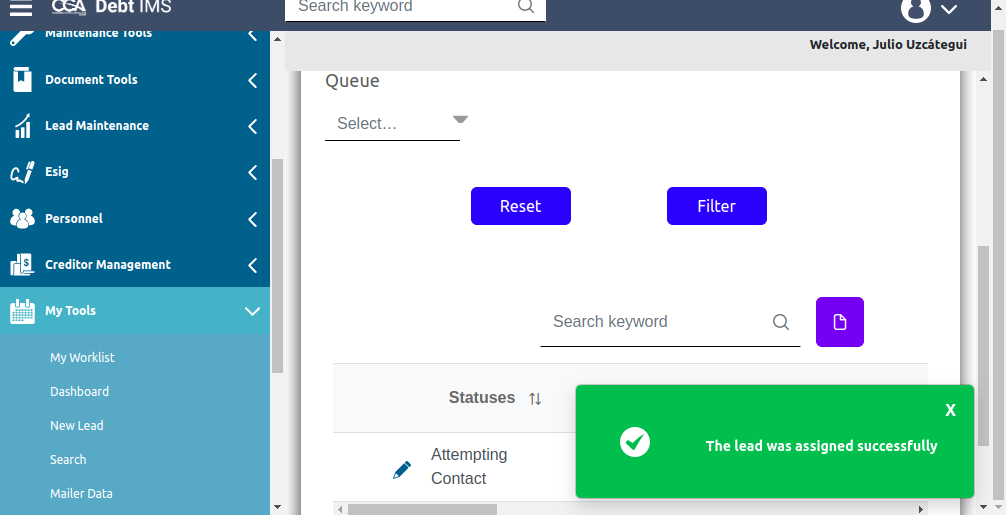 CCA Debt IMS
Search keyword
Welcome, Julio Uzcátegui
Maintenance Tools
Document Tools
Lead Maintenance
Esig
Personnel
Creditor Management
My Tools
My Worklist
Dashboard
New Lead
Search
Mailer Data
Queue
Select...
Reset
Filter
Search keyword
Statuses
Attempting
Contact
X
The lead was assigned successfully